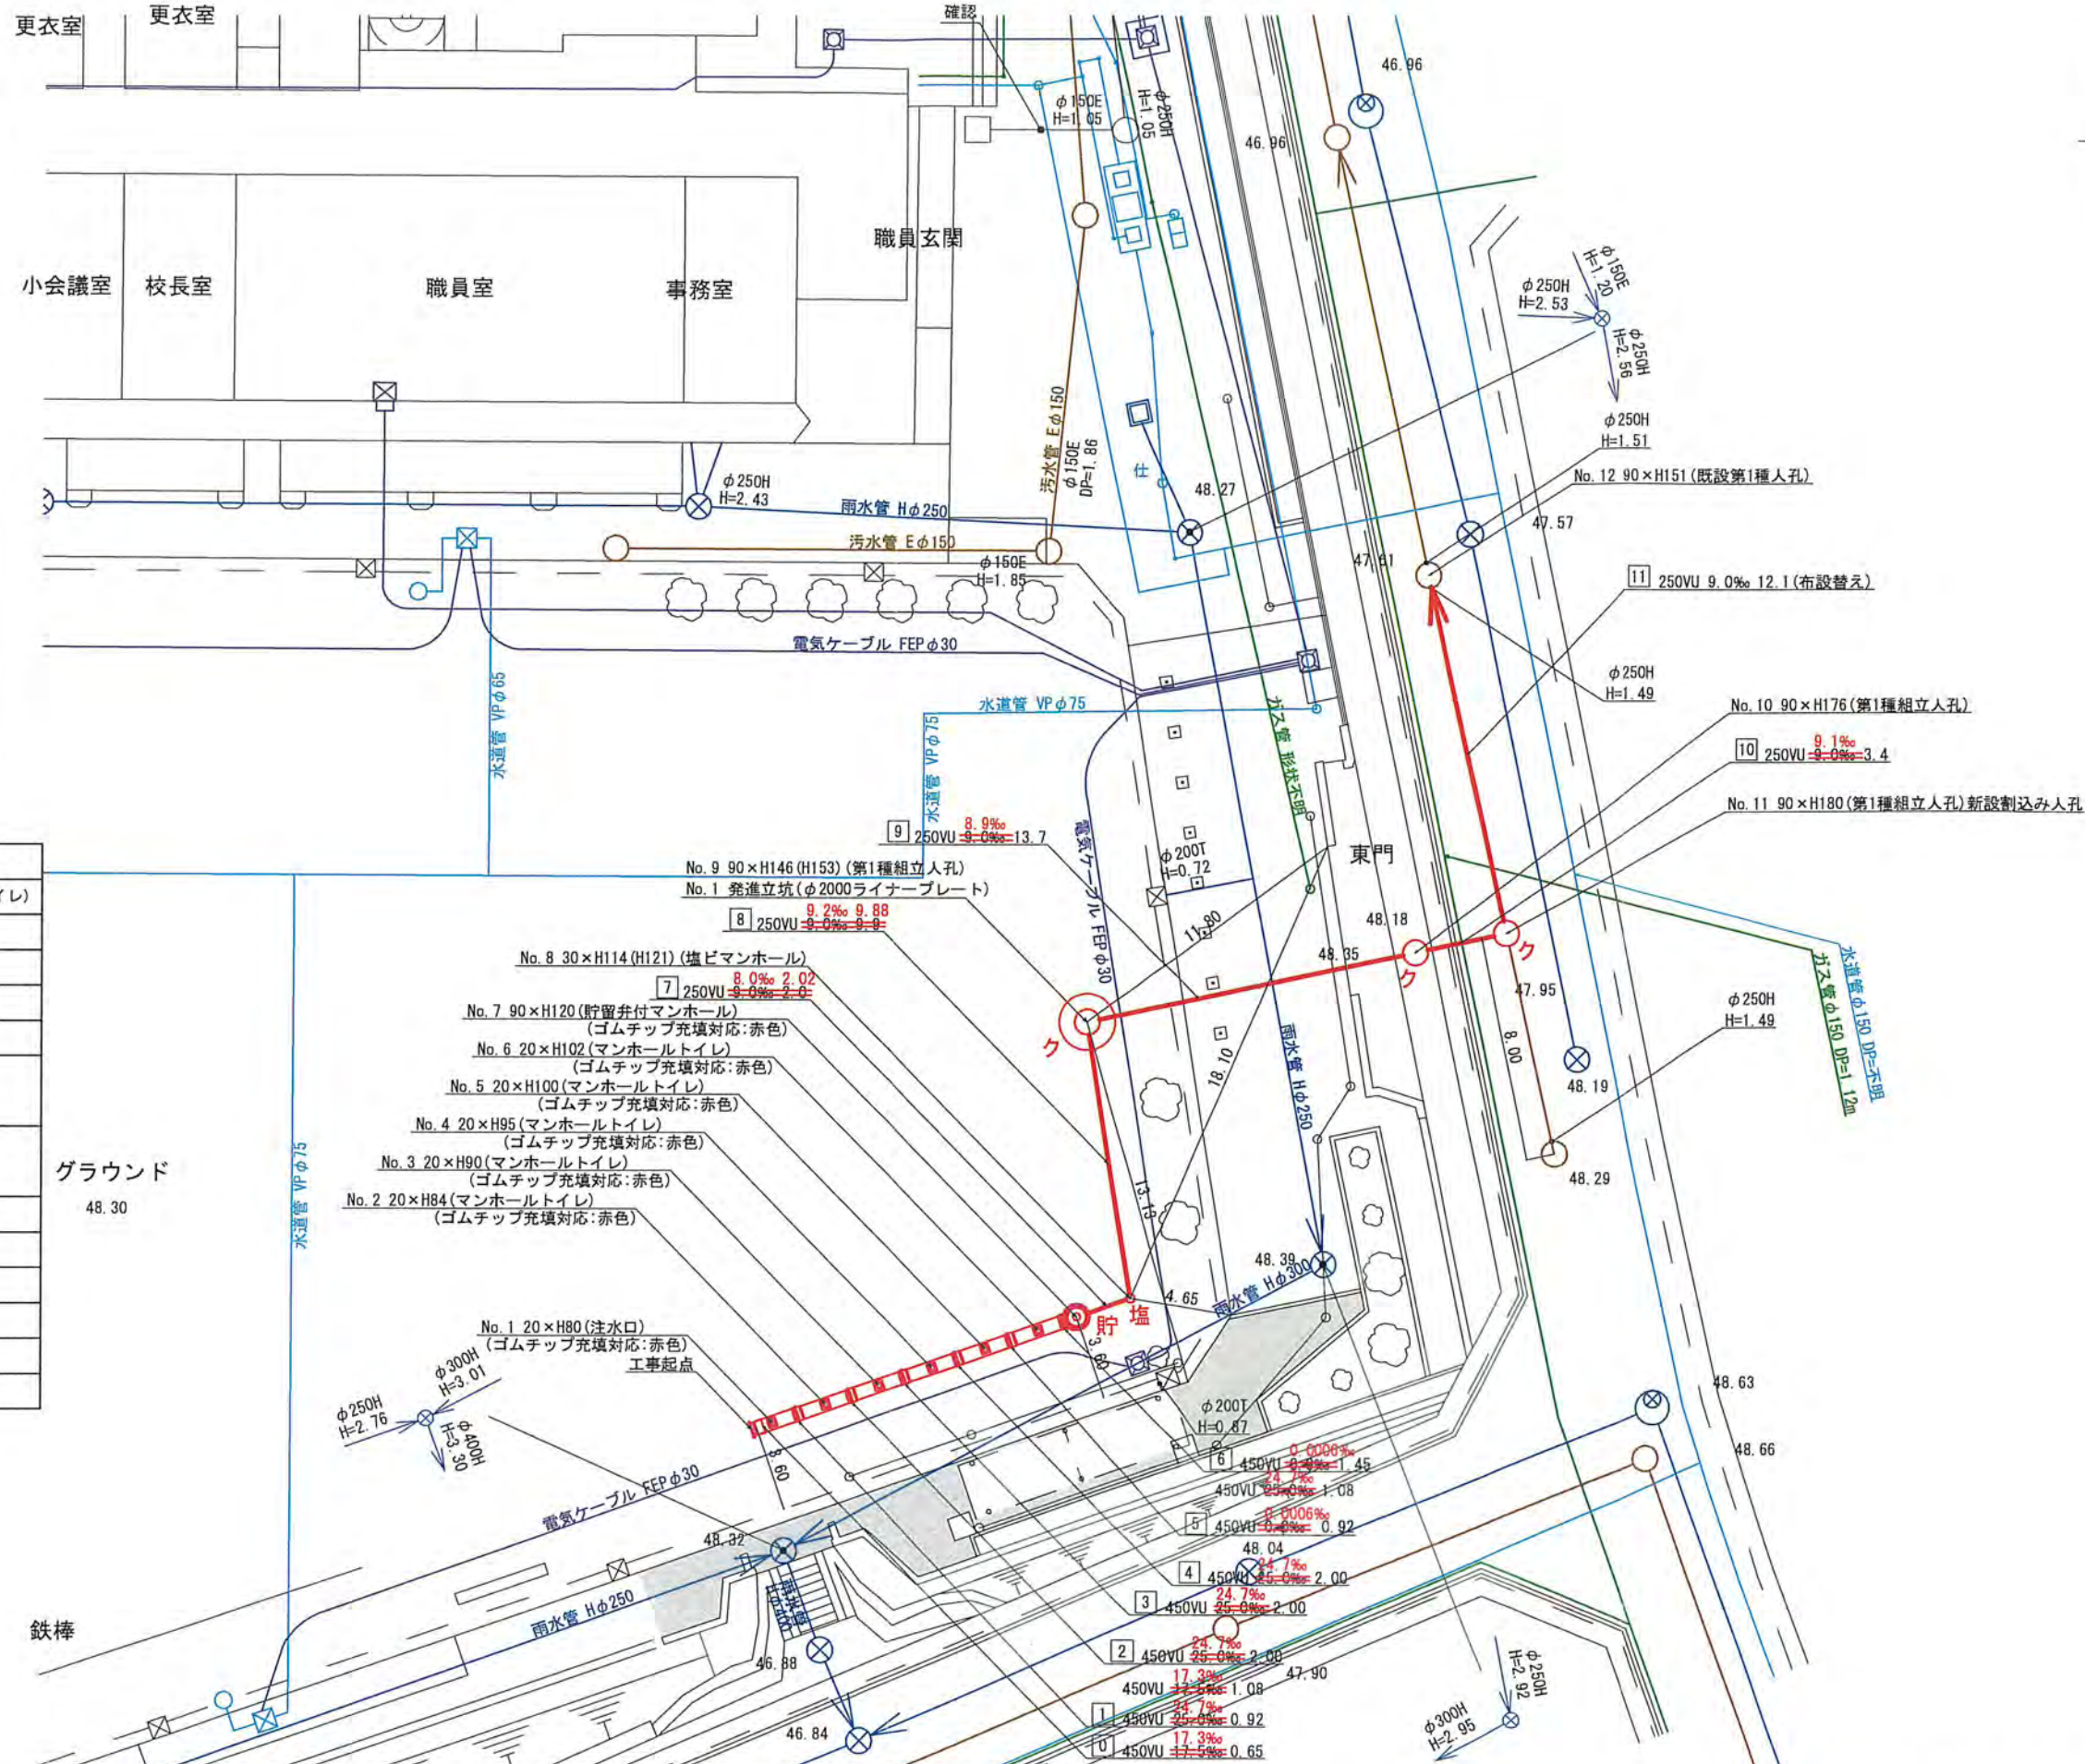 更衣室
更衣室
確認
φ150E
H=1.05
φ250H
H=1.05
46.96
46.96
小会議室
校長室
職員室
事務室
職員玄関
φ150E
H=1.20
φ250H
H=2.53
φ250H
H=2.56
φ250H
H=1.51
No.12 90×H151(既設第1種人孔)
φ250H
H=2.43
雨水管 Hφ250
汚水管 Eφ150
汚水管 Eφ150
φ150E
DP=1.86
仕
48.27
47.57
47.61
φ150E
H=1.85
11 250VU 9.0‰ 12.1(布設替え)
電気ケーブル FEPφ30
水道管 VPφ65
水道管 VPφ75
水道管 VPφ75
ガス管 形状不明
φ250H
H=1.49
No.10 90×H176(第1種組立人孔)
9.1‰
10 250VU 9.0‰ 3.4
No.11 90×H180(第1種組立人孔)新設割込み人孔
8.9‰
9 250VU 9.0‰ 13.7
No.9 90×H146(H153)(第1種組立人孔)
No.1 発進立坑(φ2000ライナープレート)
9.2‰ 9.88
8 250VU 9.0‰ 9.9
電気ケーブル FEPφ30
φ200T
H=0.72
東門
11.80
48.18
48.35
ク
ク
ク
47.95
8.00
イレ)
No.8 30×H114(H121)(塩ビマンホール)
8.0‰ 2.02
7 250VU 9.0‰ 2.0
No.7 90×H120(貯留弁付マンホール)
(ゴムチップ充填対応:赤色)
No.6 20×H102(マンホールトイレ)
(ゴムチップ充填対応:赤色)
No.5 20×H100(マンホールトイレ)
(ゴムチップ充填対応:赤色)
No.4 20×H95(マンホールトイレ)
(ゴムチップ充填対応:赤色)
No.3 20×H90(マンホールトイレ)
(ゴムチップ充填対応:赤色)
No.2 20×H84(マンホールトイレ)
(ゴムチップ充填対応:赤色)
18.10
雨水管 Hφ250
48.19
φ250H
H=1.49
48.29
水道管φ150 DP=不明
ガス管φ150 DP=1.12m
グラウンド
48.30
水道管 VPφ75
13.13
48.39
雨水管 Hφ300
4.65
塩
貯
3.60
No.1 20×H80(注水口)
(ゴムチップ充填対応:赤色)
工事起点
φ300H
H=3.01
φ250H
H=2.76
φ400H
H=3.30
3.60
φ200T
H=0.87
48.63
48.66
0.0006‰
6 450VU 0.0‰ 1.45
24.7‰
450VU 25.0‰ 1.08
0.0006‰
5 450VU 0.0‰ 0.92
48.04
24.7‰
4 450VU 25.0‰ 2.00
24.7‰
3 450VU 25.0‰ 2.00
24.7‰
2 450VU 25.0‰ 2.00
17.3‰
450VU 17.5‰ 1.08
24.7‰
1 450VU 25.0‰ 0.92
17.3‰
0 450VU 17.5‰ 0.65
電気ケーブル FEPφ30
48.32
雨水管 Hφ250
雨水管
Hφ400
鉄棒
46.88
46.84
47.90
φ250H
H=2.92
φ300H
H=2.95